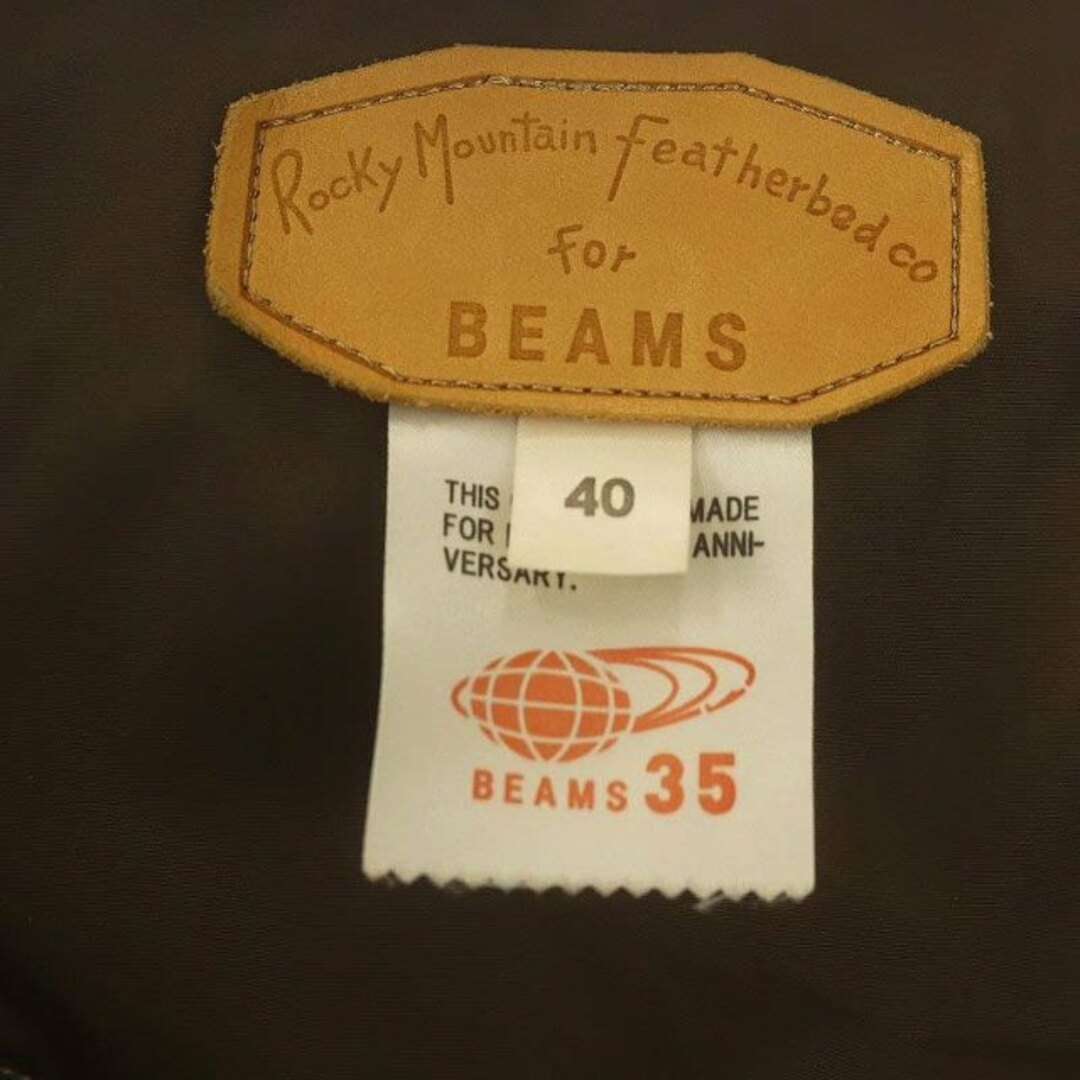 Rocky Mountain Featherbed co
for
BEAMS
40
THIS MADE
FOR ANNI-
VERSARY.
BEAMS 35